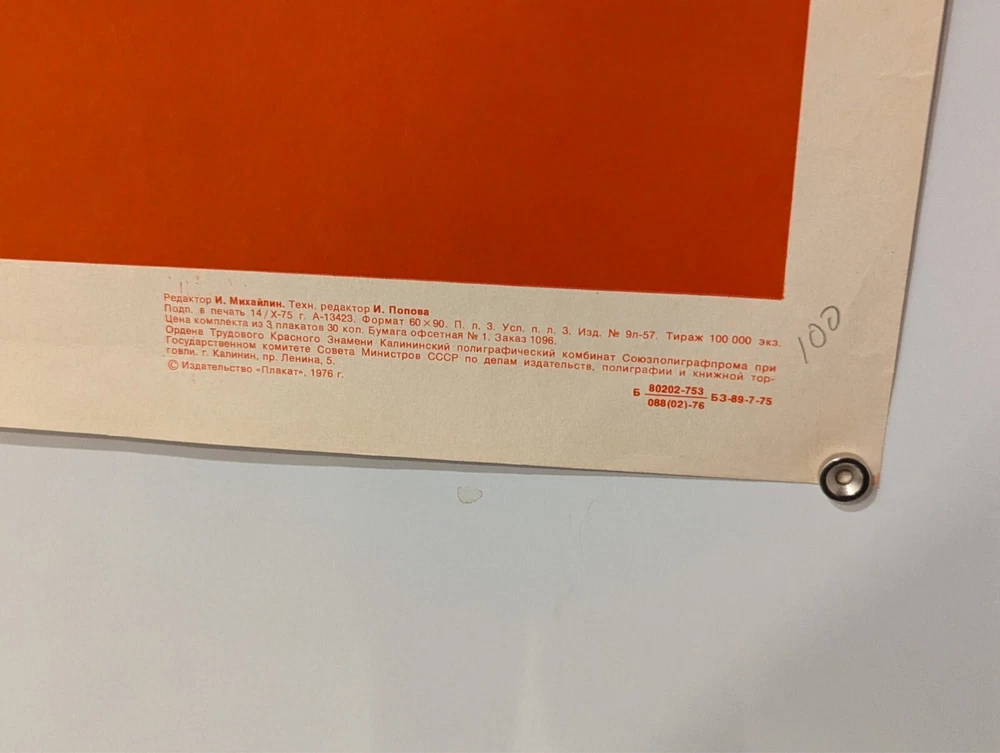 Редактор И. Михайлин. Техн. редактор И. Попова
Подп. в печать 14/X-75 г. А-13423. Формат 60×90. П. л. 3. Усл. п. л. 3. Изд. № 9л-57. Тираж 100 000 экз.
Цена комплекта из 3 плакатов 30 коп. Бумага офсетная № 1. Заказ 1096.
Ордена Трудового Красного Знамени Калининский полиграфический комбинат Союзполиграфпрома при
Государственном комитете Совета Министров СССР по делам издательств, полиграфии и книжной тор-
товли. г. Калинин, пр. Ленина, 5.
© Издательство «Плакат», 1976 г.
Б 80202-753 БЗ-89-7-75
088(02)-76
100